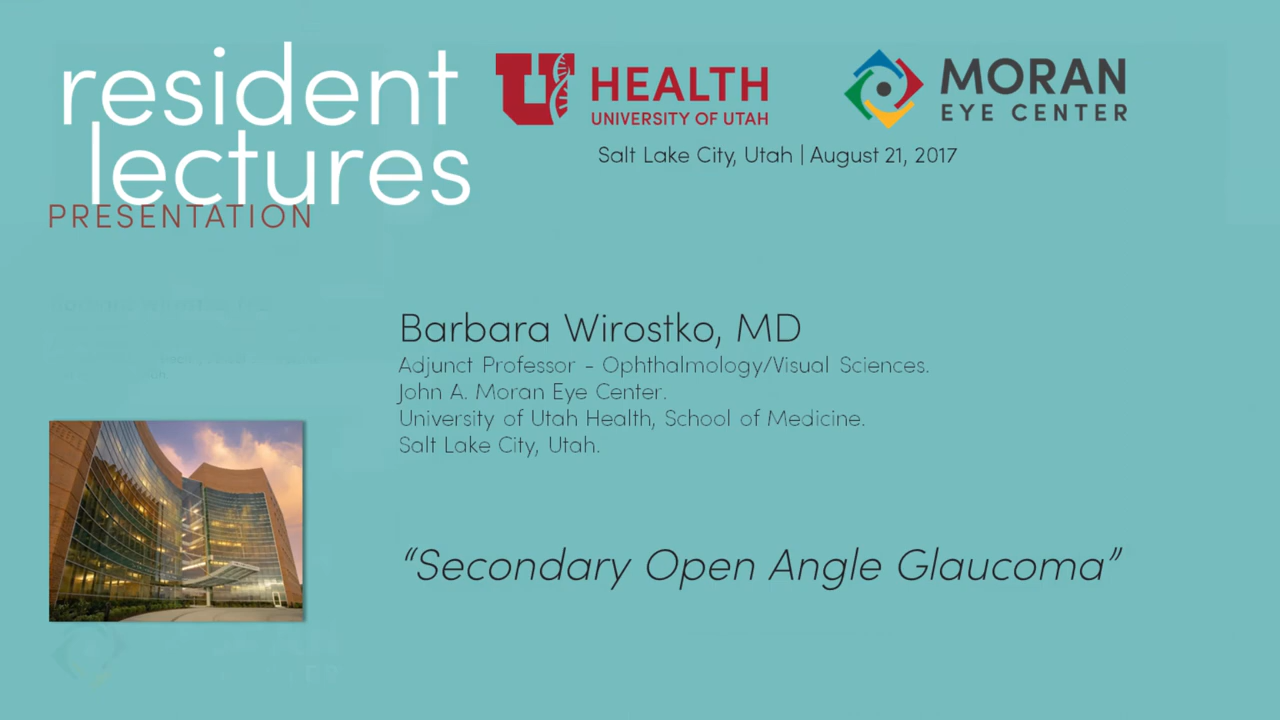 resident
lectures
PRESENTATION
U HEALTH
UNIVERSITY OF UTAH
MORAN
EYE CENTER
Salt Lake City, Utah | August 21, 2017
Barbara Wirostko, MD
Adjunct Professor - Ophthalmology/Visual Sciences.
John A. Moran Eye Center.
University of Utah Health, School of Medicine.
Salt Lake City, Utah.
“Secondary Open Angle Glaucoma”